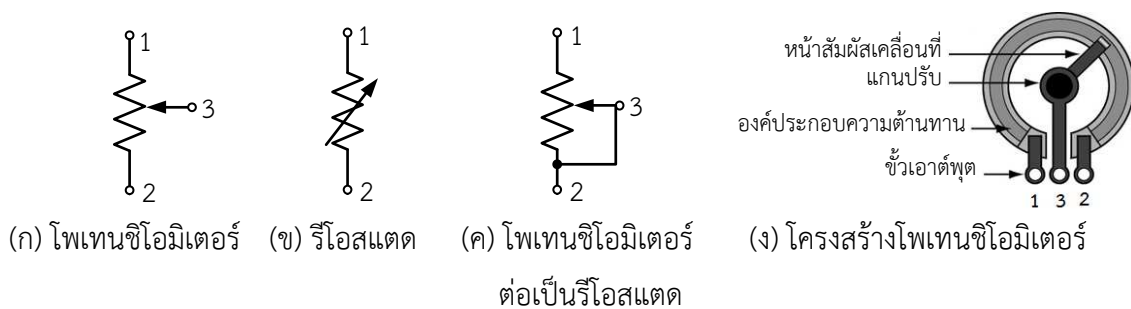 1
3
2
(ก) โพเทนชิโอมิเตอร์
1
2
(ข) รีโอสแตด
1
3
2
(ค) โพเทนชิโอมิเตอร์
ต่อเป็นรีโอสแตด
หน้าสัมผัสเคลื่อนที่
แกนปรับ
องค์ประกอบความต้านทาน
ขั้วเอาต์พุต
1 3 2
(ง) โครงสร้างโพเทนชิโอมิเตอร์